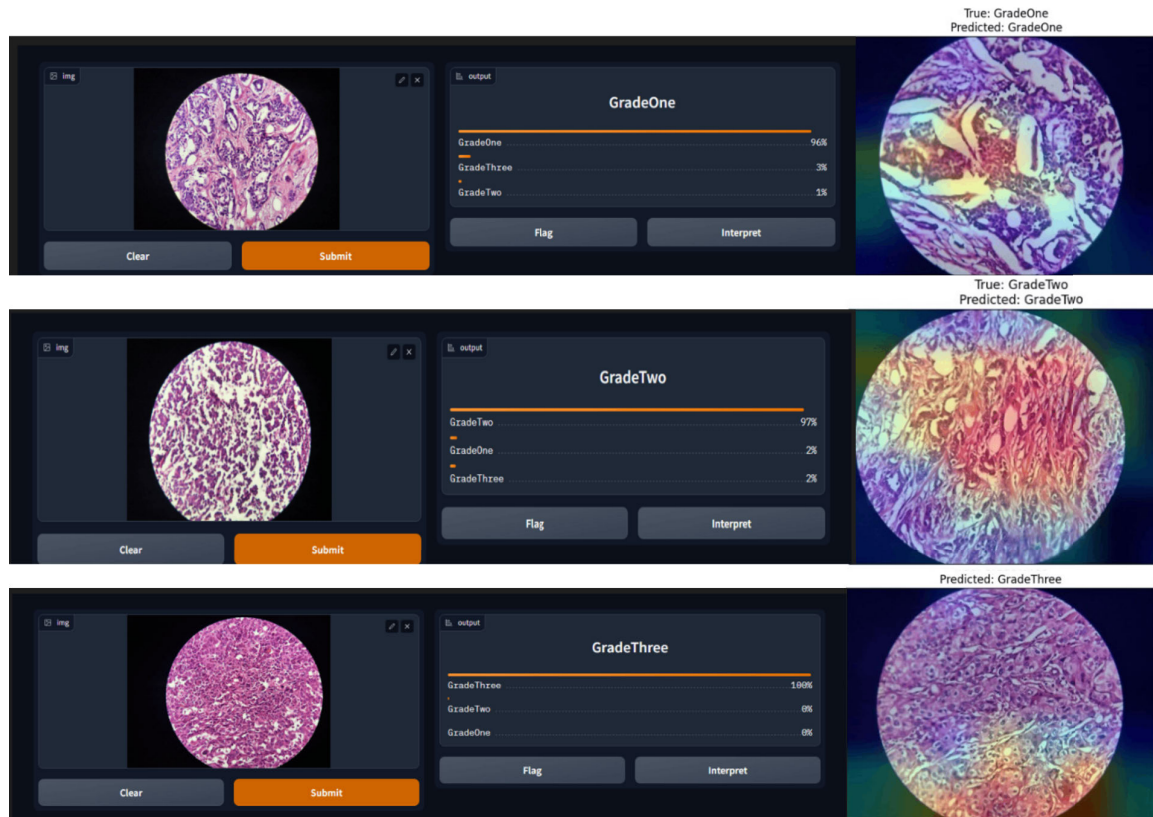 True: GradeOne
Predicted: GradeOne
img
output
GradeOne
GradeOne 96%
GradeThree 3%
GradeTwo 1%
Clear
Submit
Flag
Interpret
True: GradeTwo
Predicted: GradeTwo
img
output
GradeTwo
GradeTwo 97%
GradeOne 2%
GradeThree 2%
Clear
Submit
Flag
Interpret
Predicted: GradeThree
img
output
GradeThree
GradeThree 100%
GradeTwo 0%
GradeOne 0%
Clear
Submit
Flag
Interpret